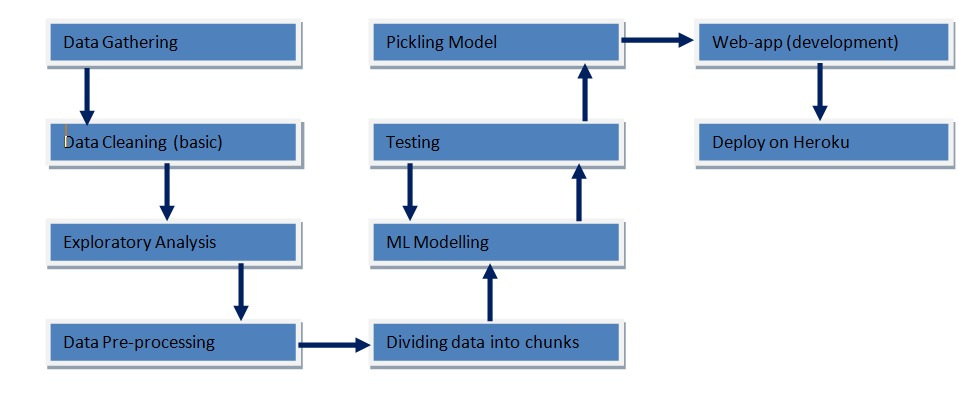 Data Gathering
Data Cleaning (basic)
Exploratory Analysis
Data Pre-processing
Dividing data into chunks
ML Modelling
Testing
Pickling Model
Web-app (development)
Deploy on Heroku